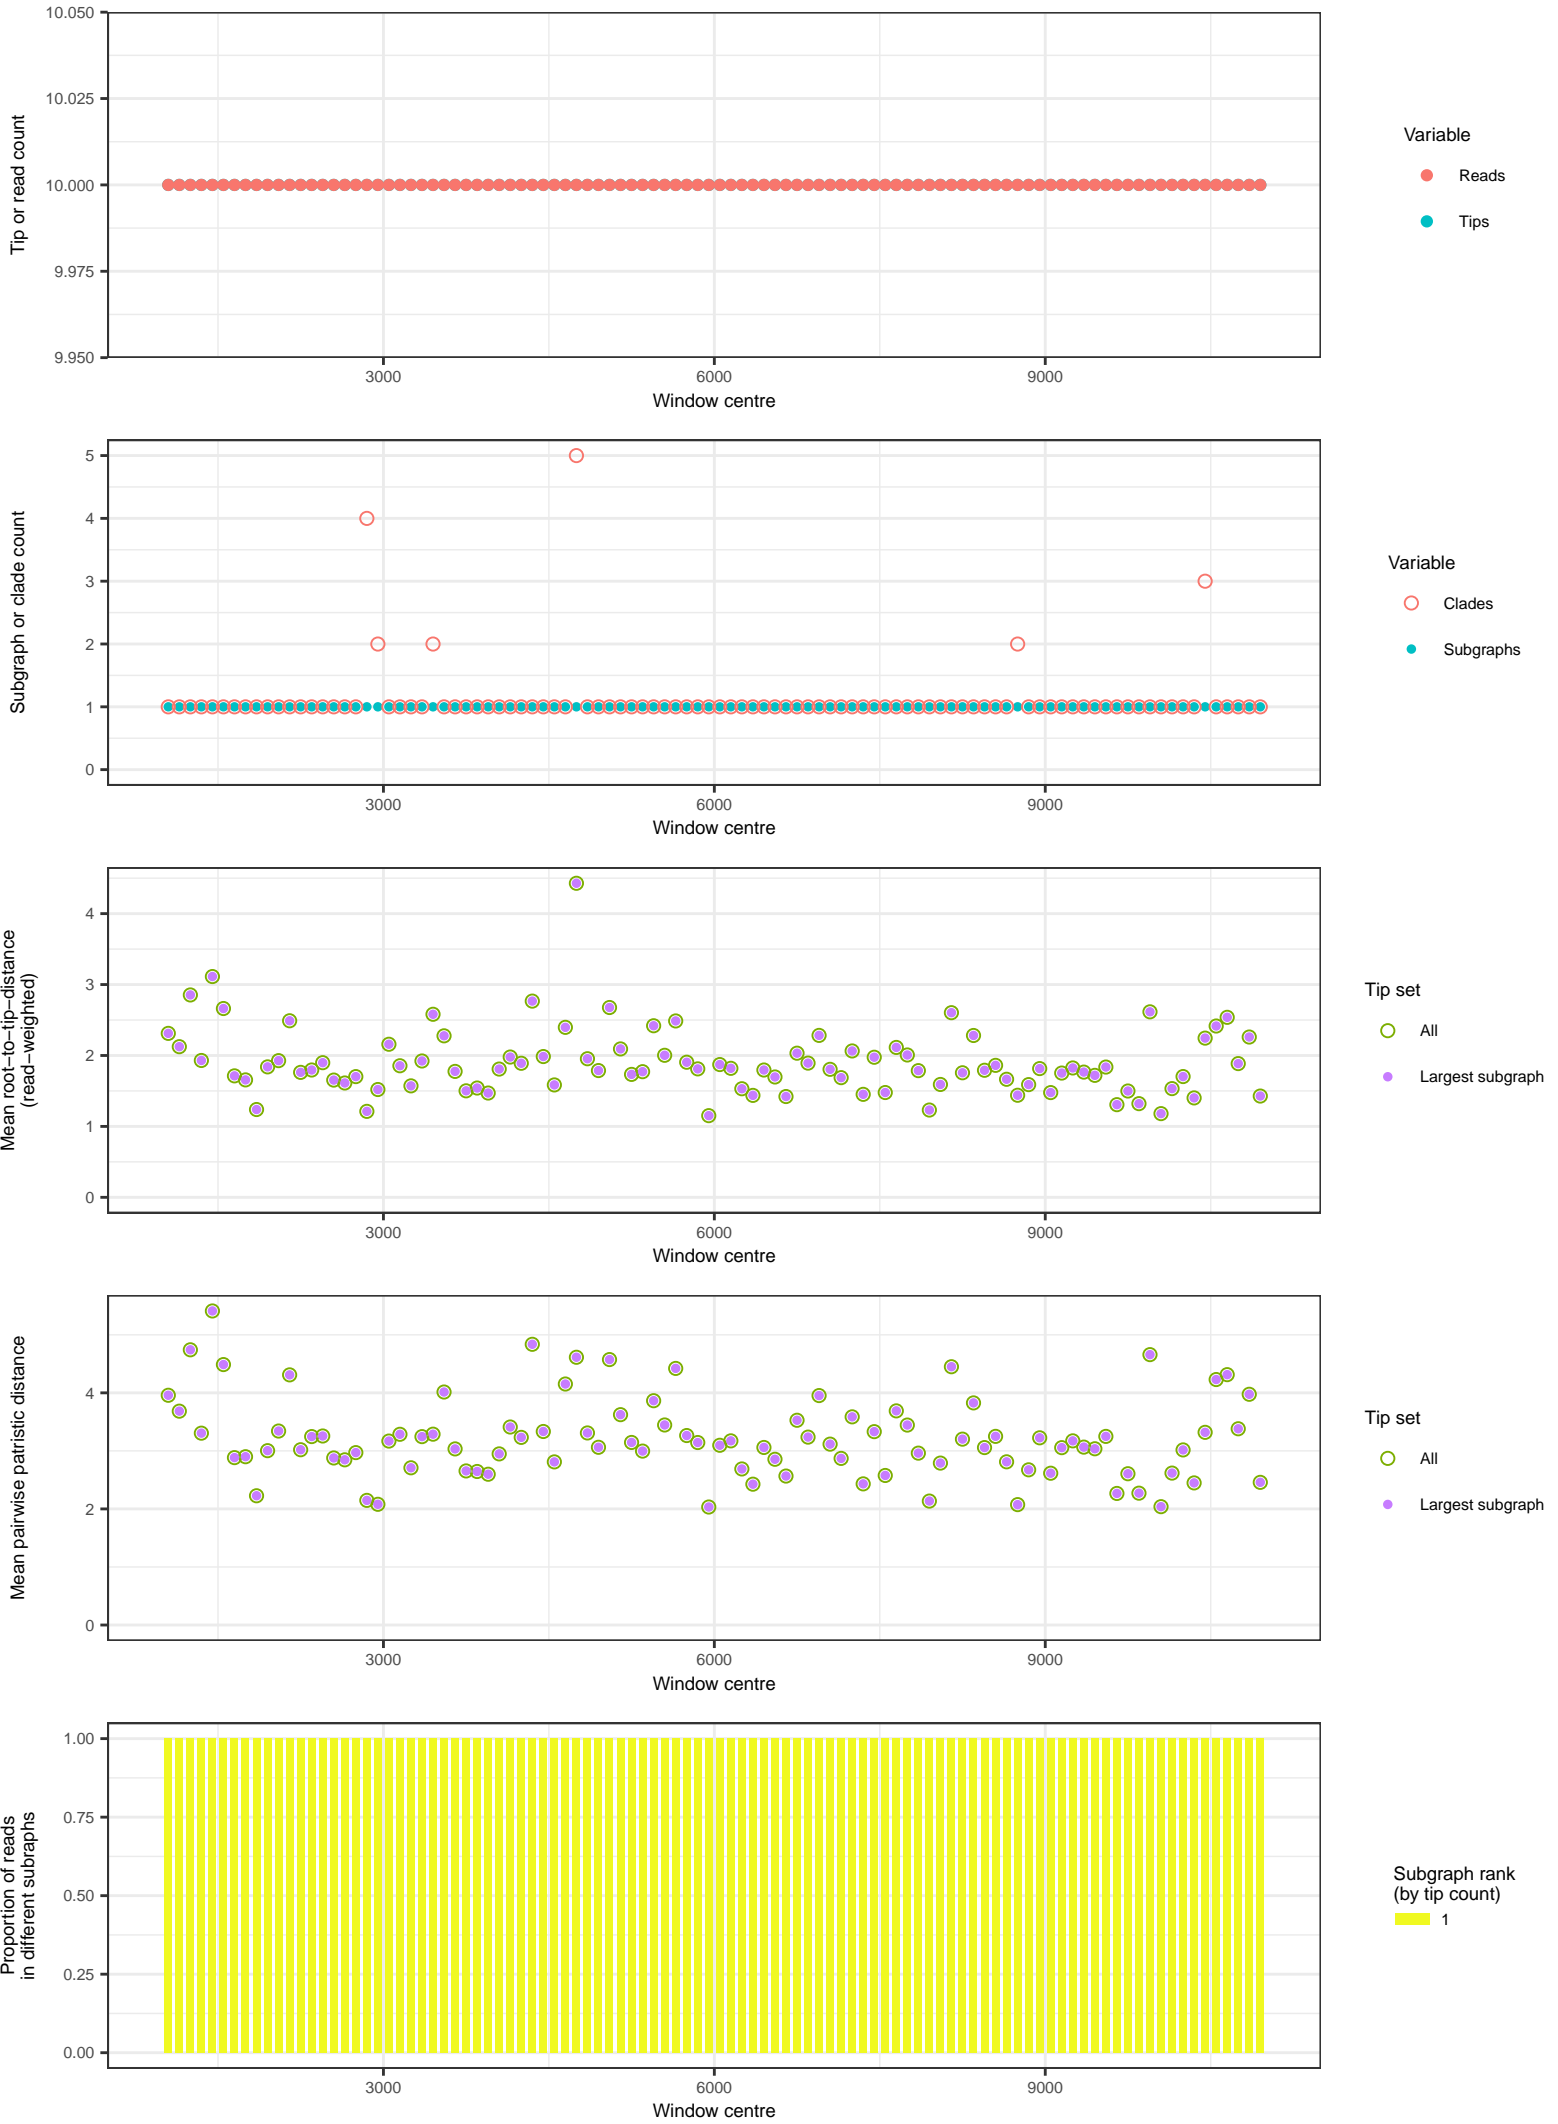 10.050
10.025
10.000
9.975
9.950
Tip or read count
3000
6000
9000
Window centre
Variable
Reads
Tips
5
4
3
2
1
0
Subgraph or clade count
3000
6000
9000
Window centre
Variable
Clades
Subgraphs
4
3
2
1
0
Mean root−to−tip−distance
(read−weighted)
3000
6000
9000
Window centre
Tip set
All
Largest subgraph
4
2
0
Mean pairwise patristic distance
3000
6000
9000
Window centre
Tip set
All
Largest subgraph
1.00
0.75
0.50
0.25
0.00
Proportion of reads
in different subraphs
3000
6000
9000
Window centre
Subgraph rank
(by tip count)
1